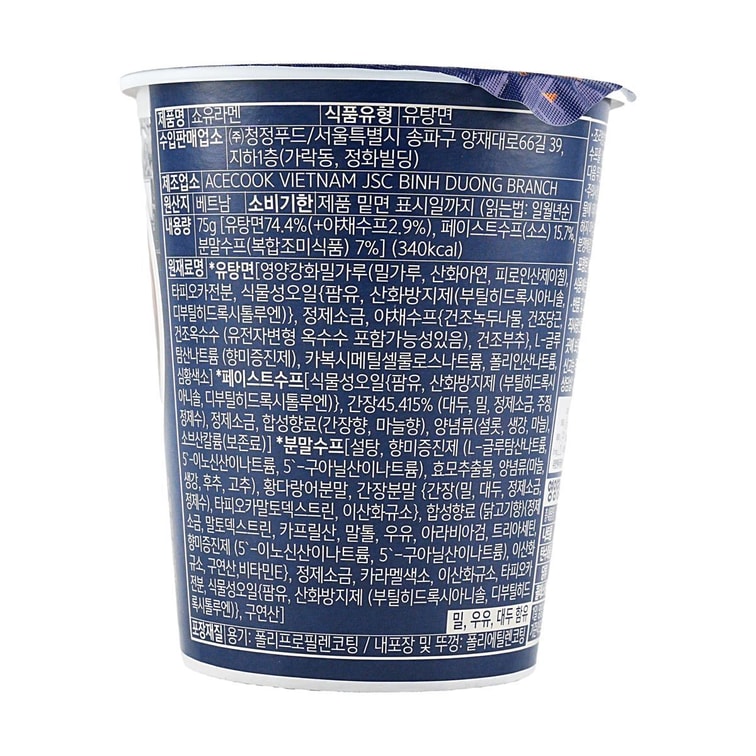 제품명 쇼유라멘 식품유형 유탕면
수입판매업소 ㈜청정푸드/서울특별시 송파구 양재대로66길 39,
지하1층(가락동, 정화빌딩)
제조업소 ACECOOK VIETNAM JSC BINH DUONG BRANCH
원산지 베트남 소비기한 제품 밑면 표시일까지 (읽는법: 일월년순)
내용량 75g [유탕면74.4%(+야채수프2.9%), 페이스트수프(소스) 15.7%,
분말수프(복합조미식품) 7%] (340kcal)
원재료명 *유탕면[영양강화밀가루(밀가루, 산화아연, 피로인산제이철),
타피오카전분, 식물성오일{팜유, 산화방지제(부틸히드록시아니솔,
디부틸히드록시톨루엔)}, 정제소금, 야채수프{건조녹두나물, 건조당근,
건조옥수수 (유전자변형 옥수수 포함가능성있음), 건조부추}, L-글루
탐산나트륨 (향미증진제), 카복시메틸셀룰로스나트륨, 폴리인산나트륨,
심황색소] *페이스트수프[식물성오일{팜유, 산화방지제 (부틸히드록시
아니솔, 디부틸히드록시톨루엔)}, 간장45.415% (대두, 밀, 정제소금, 주정,
정제수), 정제소금, 합성향료(간장향, 마늘향), 양념류(샬롯, 생강, 마늘),
소브산칼륨(보존료)] *분말수프[설탕, 향미증진제 (L-글루탐산나트륨,
5`-이노신산이나트륨, 5`-구아닐산이나트륨), 효모추출물, 양념류(마늘,
생강, 후추, 고추), 황다랑어분말, 간장분말 {간장(밀, 대두, 정제소금,
정제수), 타피오카말토덱스트린, 이산화규소}, 합성향료 (닭고기향)(정제
소금, 말토덱스트린, 카프릴산, 말톨, 우유, 아라비아검, 트리아세틴,
향미증진제 (5`-이노신산이나트륨, 5`-구아닐산이나트륨), 이산화
규소, 구연산, 비타민E), 정제소금, 카라멜색소, 이산화규소, 타피오카
전분, 식물성오일{팜유, 산화방지제 (부틸히드록시아니솔, 디부틸히드
록시톨루엔)}, 구연산]
밀, 우유, 대두 함유
포장재질 용기: 폴리프로필렌코팅 / 내포장 및 뚜껑: 폴리에틸렌코팅